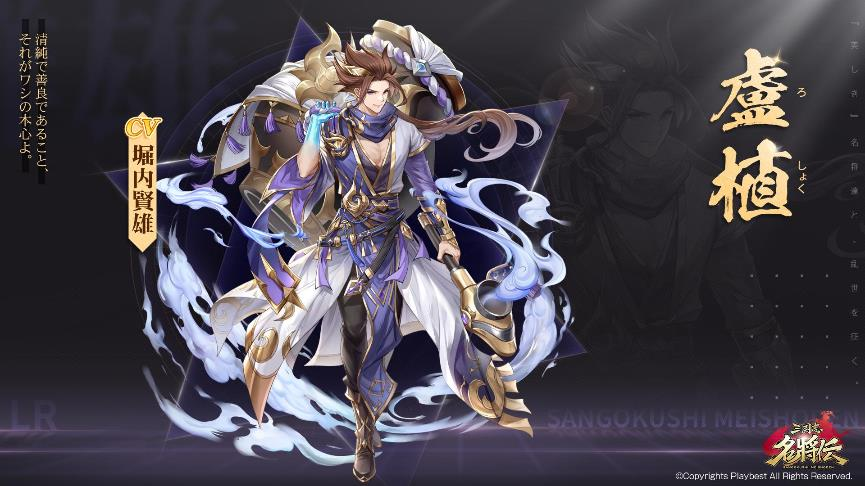 清純で善良であること、
それがワシの本心よ。
CV
堀内賢雄
盧植
ろ
しょく
LR
SANGOKUSHI MEISHODEN
三国志
名将伝
©Copyrights Playbest All Rights Reserved.